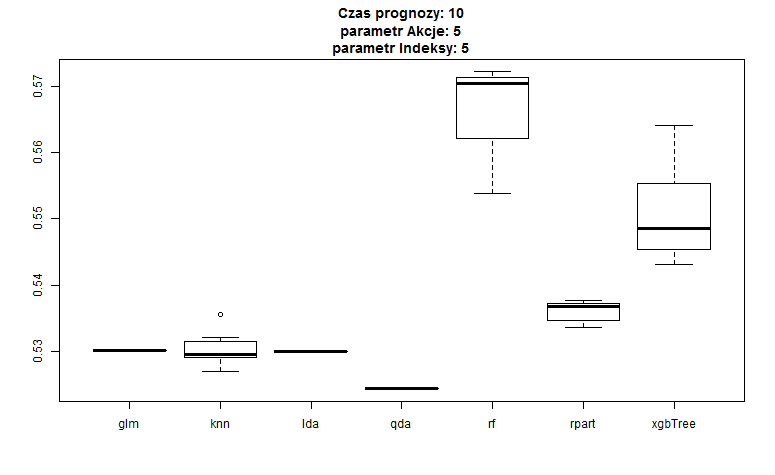 Czas prognozy: 10
parametr Akcje: 5
parametr Indeksy: 5
0.57
0.56
0.55
0.54
0.53
glm knn lda qda rf rpart xgbTree